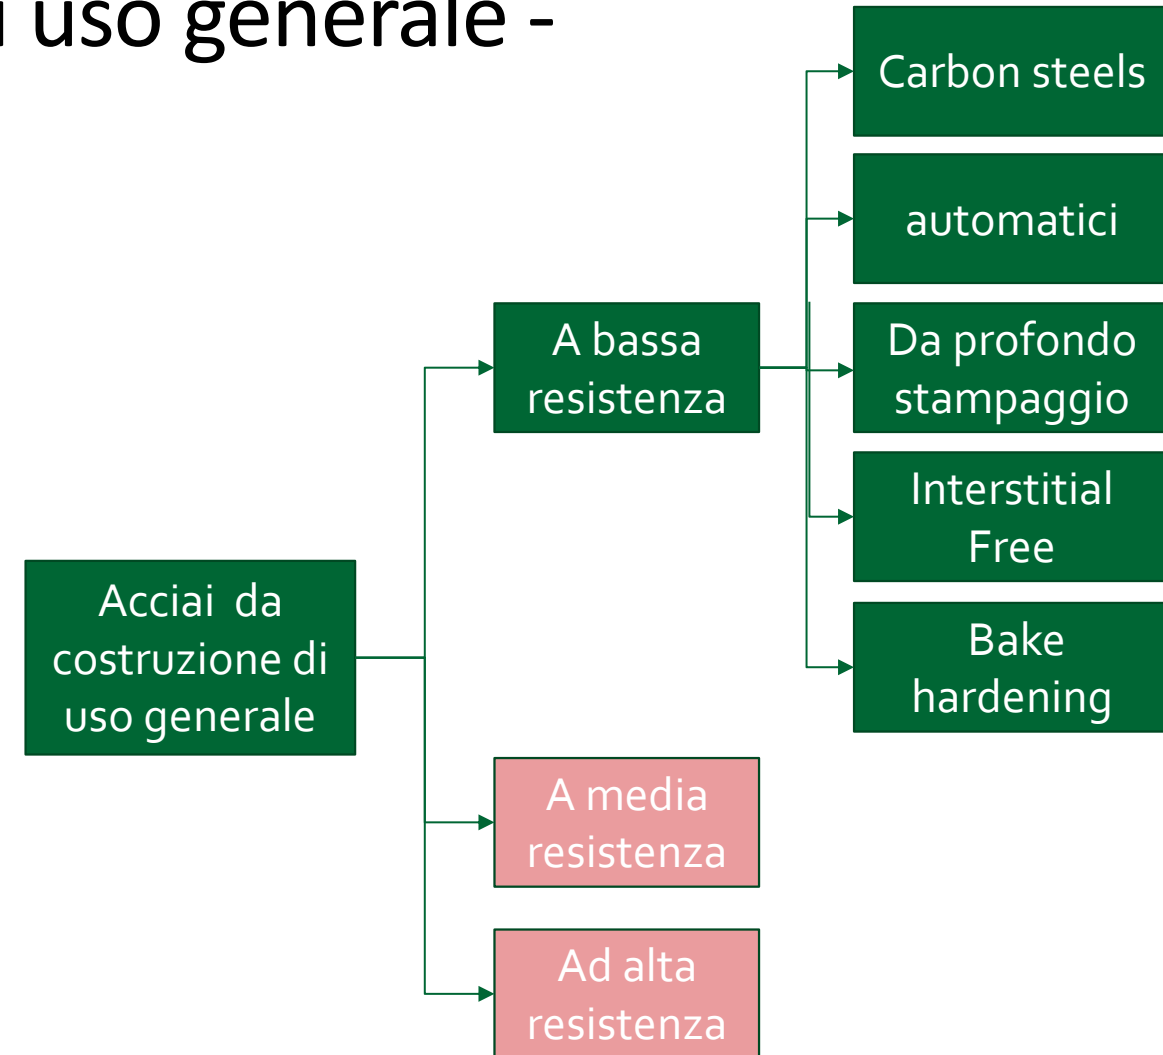 uso generale -
Carbon steels
automatici
A bassa
resistenza
Da profondo
stampaggio
Interstitial
Free
Acciai da
costruzione di
uso generale
Bake
hardening
A media
resistenza
Ad alta
resistenza